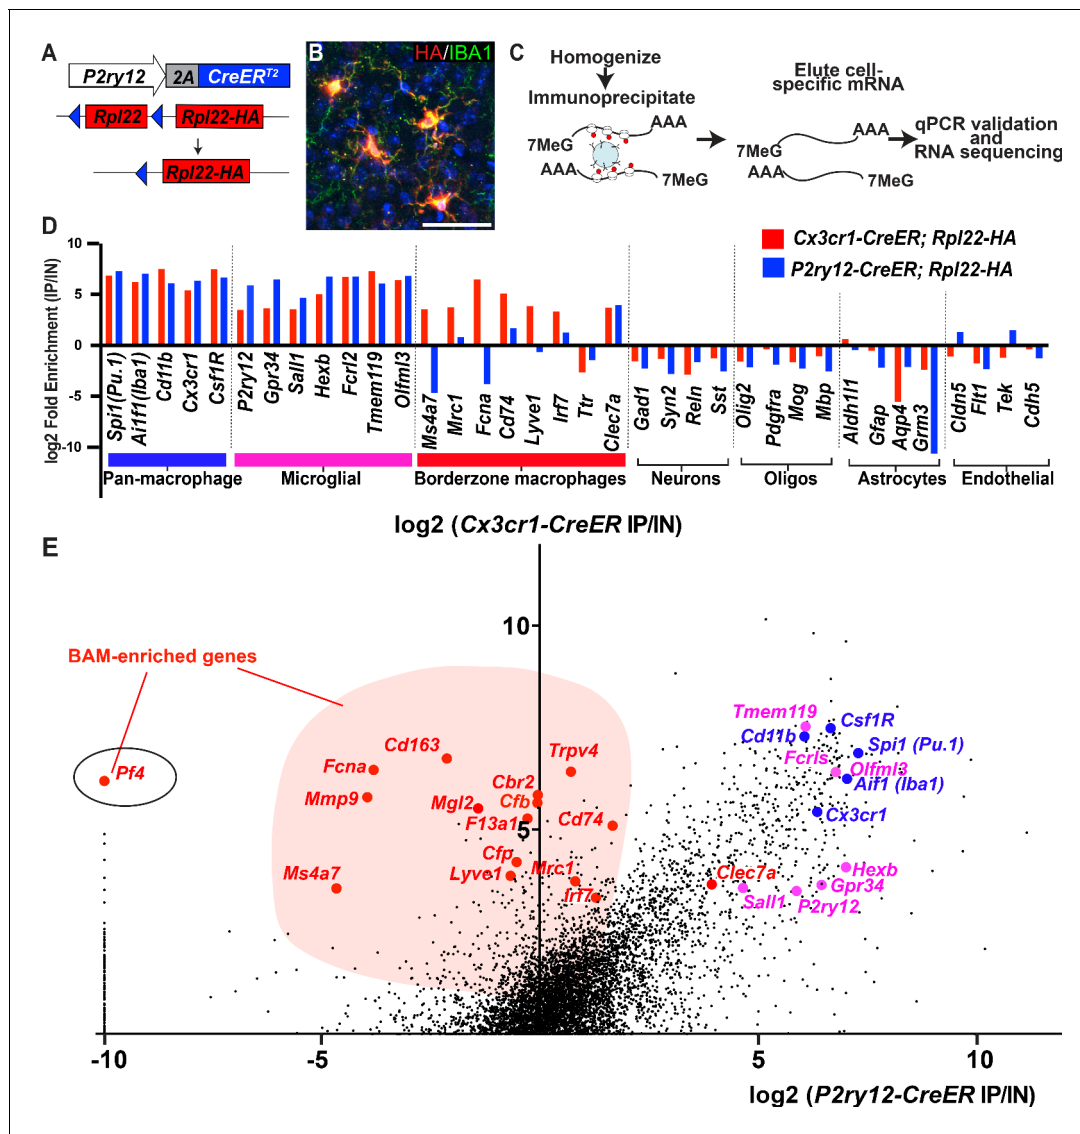 A
P2ry12
2A
CreERT2
Rpl22
Rpl22-HA
Rpl22-HA
B
HA/IBA1
C
Homogenize
Immunoprecipitate
AAA
7MeG
AAA
7MeG
Elute cell-
specific mRNA
AAA
7MeG
AAA
7MeG
qPCR validation
and
RNA sequencing
D
Cx3cr1-CreER; Rpl22-HA
P2ry12-CreER; Rpl22-HA
log2 Fold Enrichment (IP/IN)
10
5
0
-5
-10
Spi1(Pu.1)
Aif1(Iba1)
Cd11b
Cx3cr1
Csf1R
P2ry12
Gpr34
Sall1
Hexb
Fcrl2
Tmem119
Olfml3
Ms4a7
Mrc1
Fcna
Cd74
Lyve1
Irf7
Ttr
Clec7a
Gad1
Syn2
Reln
Sst
Olig2
Pdgfra
Mog
Mbp
Aldh1l1
Gfap
Aqp4
Grm3
Cldn5
Flt1
Tek
Cdh5
Pan-macrophage
Microglial
Borderzone macrophages
Neurons
Oligos
Astrocytes
Endothelial
E
log2 (Cx3cr1-CreER IP/IN)
10
5
BAM-enriched genes
Pf4
Cd163
Fcna
Mmp9
Mgl2
Ms4a7
Trpv4
Cbr2
Cfb
F13a1
Cd74
Cfp
Lyve1
Mrc1
Irf7
Tmem119
Csf1R
Cd11b
Spi1 (Pu.1)
Fcrls
Olfml3
Aif1 (Iba1)
Cx3cr1
Clec7a
Hexb
Gpr34
Sall1
P2ry12
-10
-5
5
10
log2 (P2ry12-CreER IP/IN)